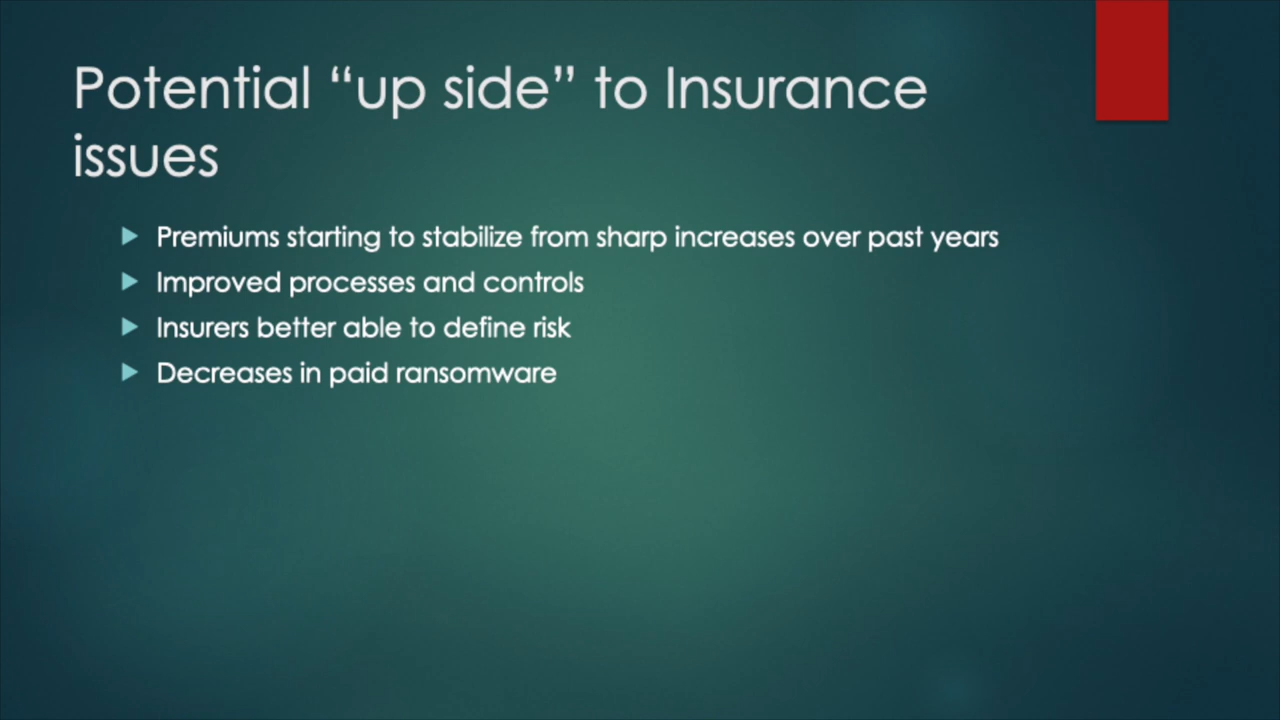 Potential “up side” to Insurance
issues
Premiums starting to stabilize from sharp increases over past years
Improved processes and controls
Insurers better able to define risk
Decreases in paid ransomware